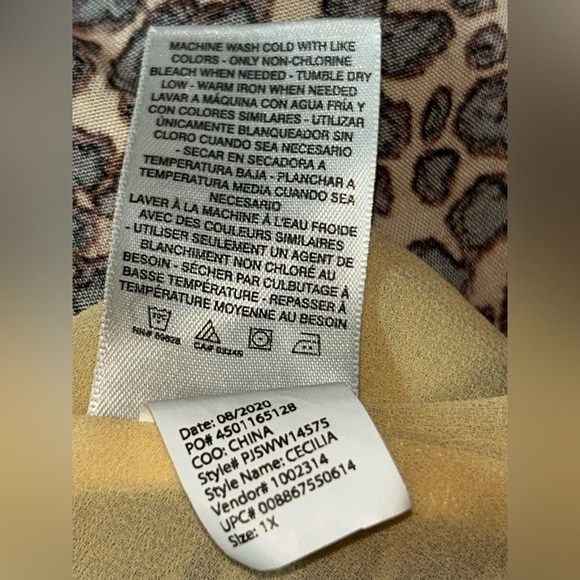 MACHINE WASH COLD WITH LIKE
COLORS - ONLY NON-CHLORINE
BLEACH WHEN NEEDED - TUMBLE DRY
LOW - WARM IRON WHEN NEEDED
LAVAR A MÁQUINA CON AGUA FRÍA Y
CON COLORES SIMILARES - UTILIZAR
ÚNICAMENTE BLANQUEADOR SIN
CLORO CUANDO SEA NECESARIO
- SECAR EN SECADORA A
TEMPERATURA BAJA - PLANCHAR A
TEMPERATURA MEDIA CUANDO SEA
NECESARIO
LAVER À LA MACHINE À L'EAU FROIDE
AVEC DES COULEURS SIMILAIRES
- UTILISER SEULEMENT UN AGENT DE
BLANCHIMENT NON CHLORÉ AU
BESOIN - SÉCHER PAR CULBUTAGE À
BASSE TEMPÉRATURE - REPASSER À
TEMPÉRATURE MOYENNE AU BESOIN
RN# CA# 03149
Date: 08/2020
PO# 4501165128
COO: CHINA
Style# PJSWW14575
Style Name: CECILIA
Vendor# 1002314
UPC# 008867550614
Size: 1X